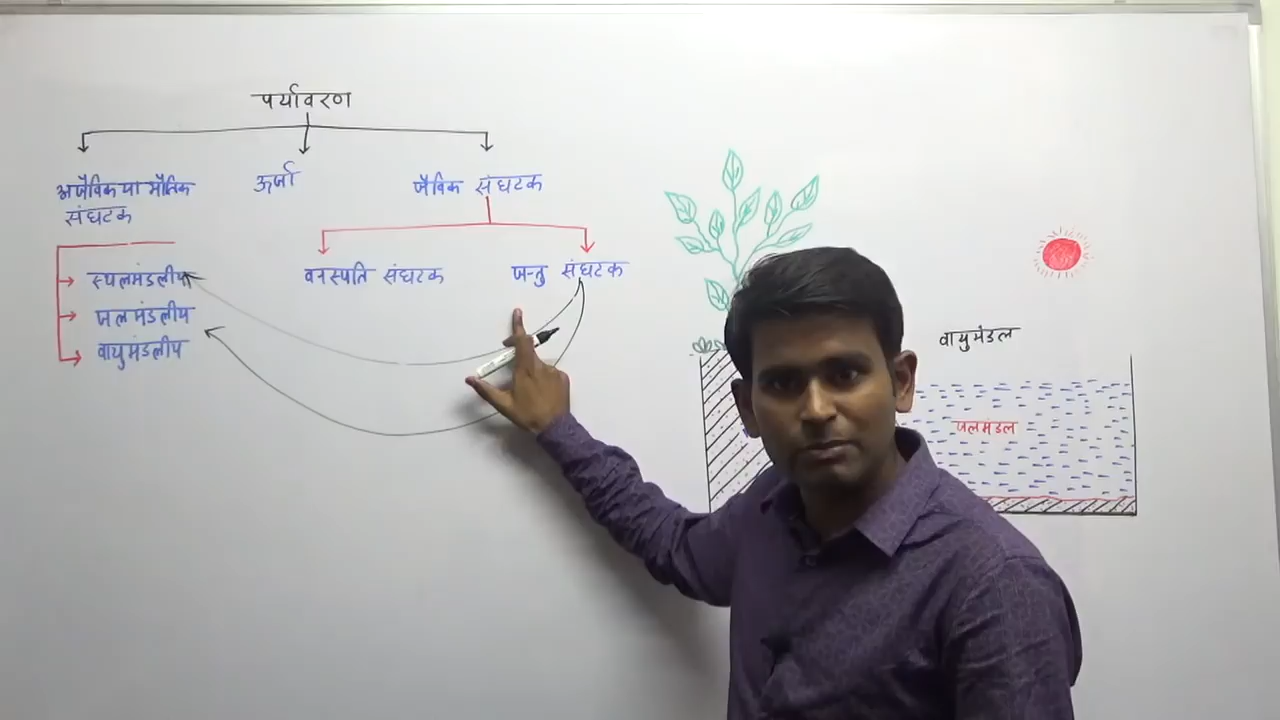 पर्यावरण
अजैविक या भौतिक
संघटक
ऊर्जा
जैविक संघटक
स्थलमंडलीय
जलमंडलीय
वायुमंडलीय
वनस्पति संघटक
जन्तु संघटक
वायुमंडल
जलमंडल